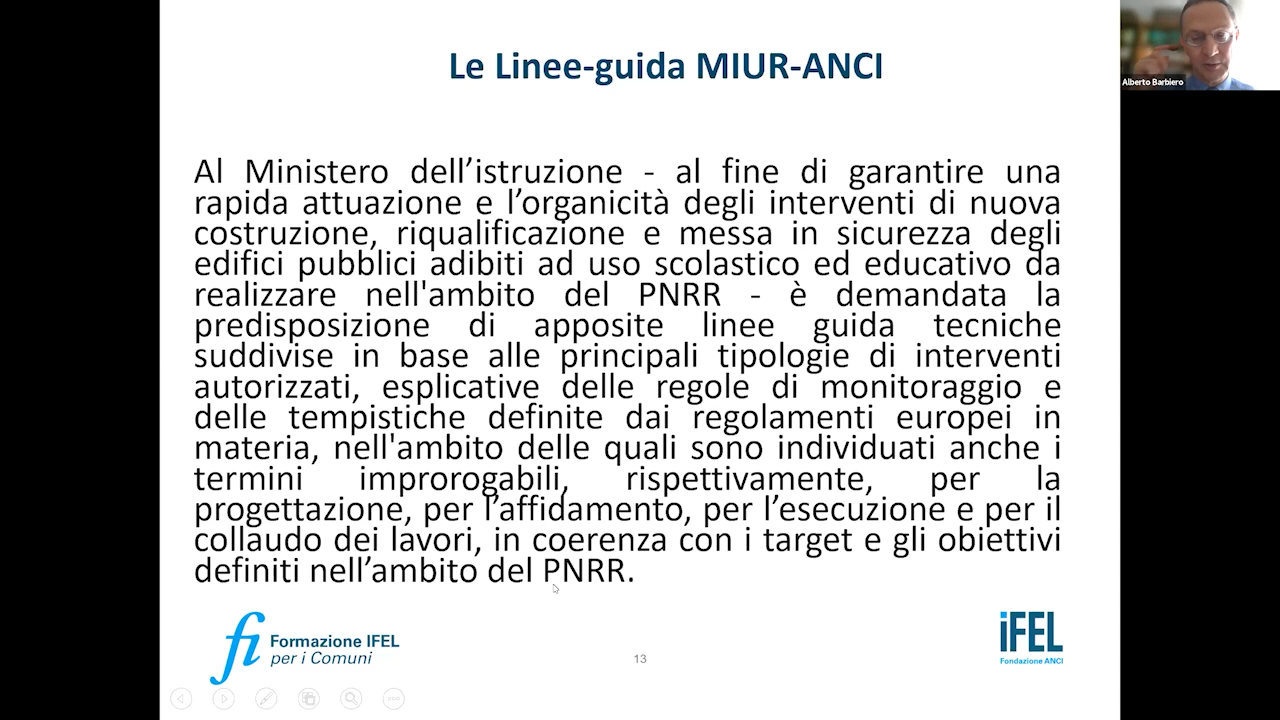 Le Linee-guida MIUR-ANCI
Alberto Barbiero
Al Ministero dell’istruzione - al fine di garantire una
rapida attuazione e l’organicità degli interventi di nuova
costruzione, riqualificazione e messa in sicurezza degli
edifici pubblici adibiti ad uso scolastico ed educativo da
realizzare nell'ambito del PNRR - è demandata la
predisposizione di apposite linee guida tecniche
suddivise in base alle principali tipologie di interventi
autorizzati, esplicative delle regole di monitoraggio e
delle tempistiche definite dai regolamenti europei in
materia, nell'ambito delle quali sono individuati anche i
termini improrogabili, rispettivamente, per la
progettazione, per l’affidamento, per l’esecuzione e per il
collaudo dei lavori, in coerenza con i target e gli obiettivi
definiti nell’ambito del PNRR.
fi Formazione IFEL
per i Comuni
13
iFEL
Fondazione ANCI